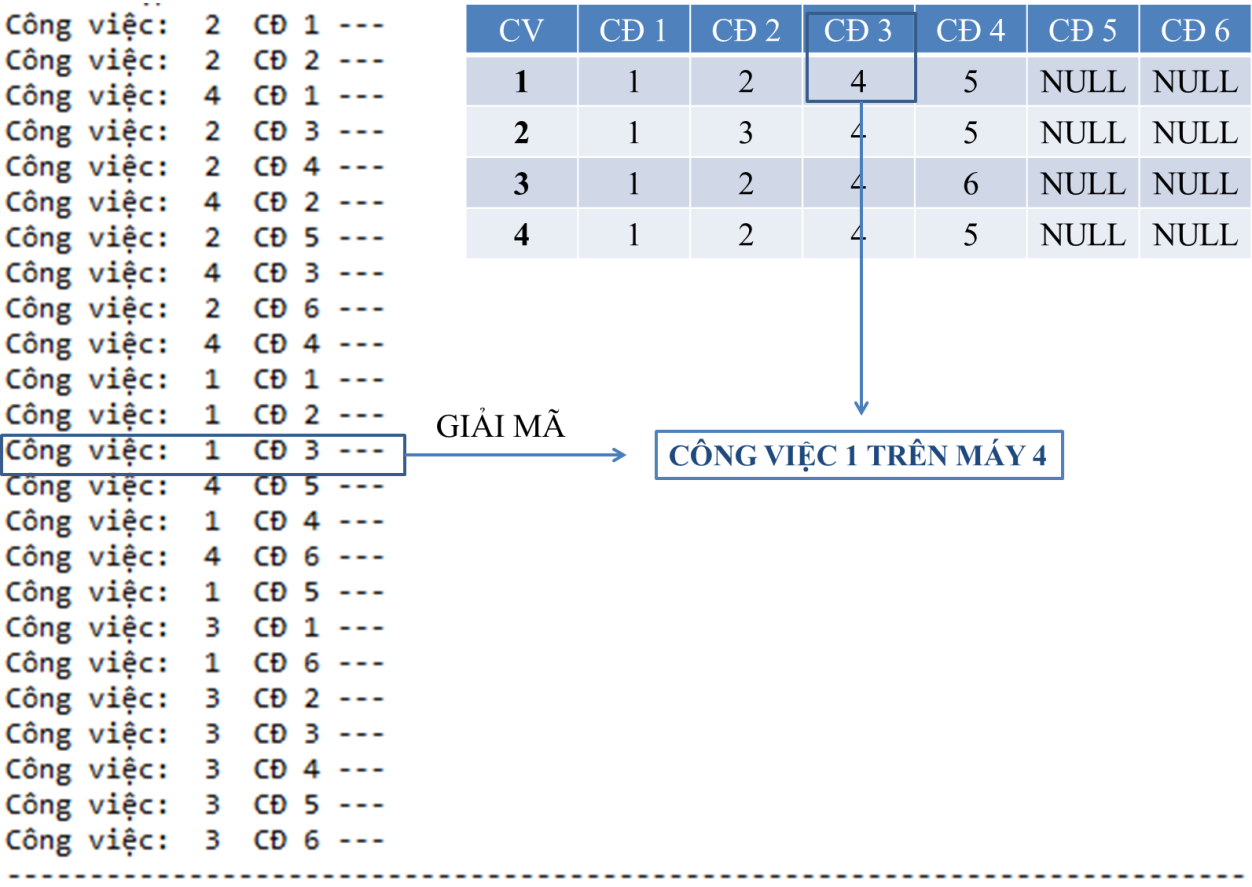 Công việc: 2 CĐ 1 ---
Công việc: 2 CĐ 2 ---
Công việc: 4 CĐ 1 ---
Công việc: 2 CĐ 3 ---
Công việc: 2 CĐ 4 ---
Công việc: 4 CĐ 2 ---
Công việc: 2 CĐ 5 ---
Công việc: 4 CĐ 3 ---
Công việc: 2 CĐ 6 ---
Công việc: 4 CĐ 4 ---
Công việc: 1 CĐ 1 ---
Công việc: 1 CĐ 2 ---
Công việc: 1 CĐ 3 ---
Công việc: 4 CĐ 5 ---
Công việc: 1 CĐ 4 ---
Công việc: 4 CĐ 6 ---
Công việc: 1 CĐ 5 ---
Công việc: 3 CĐ 1 ---
Công việc: 1 CĐ 6 ---
Công việc: 3 CĐ 2 ---
Công việc: 3 CĐ 3 ---
Công việc: 3 CĐ 4 ---
Công việc: 3 CĐ 5 ---
Công việc: 3 CĐ 6 ---
CV CĐ 1 CĐ 2 CĐ 3 CĐ 4 CĐ 5 CĐ 6
1 1 2 4 5 NULL NULL
2 1 3 4 5 NULL NULL
3 1 2 4 6 NULL NULL
4 1 2 4 5 NULL NULL
GIẢI MÃ
CÔNG VIỆC 1 TRÊN MÁY 4